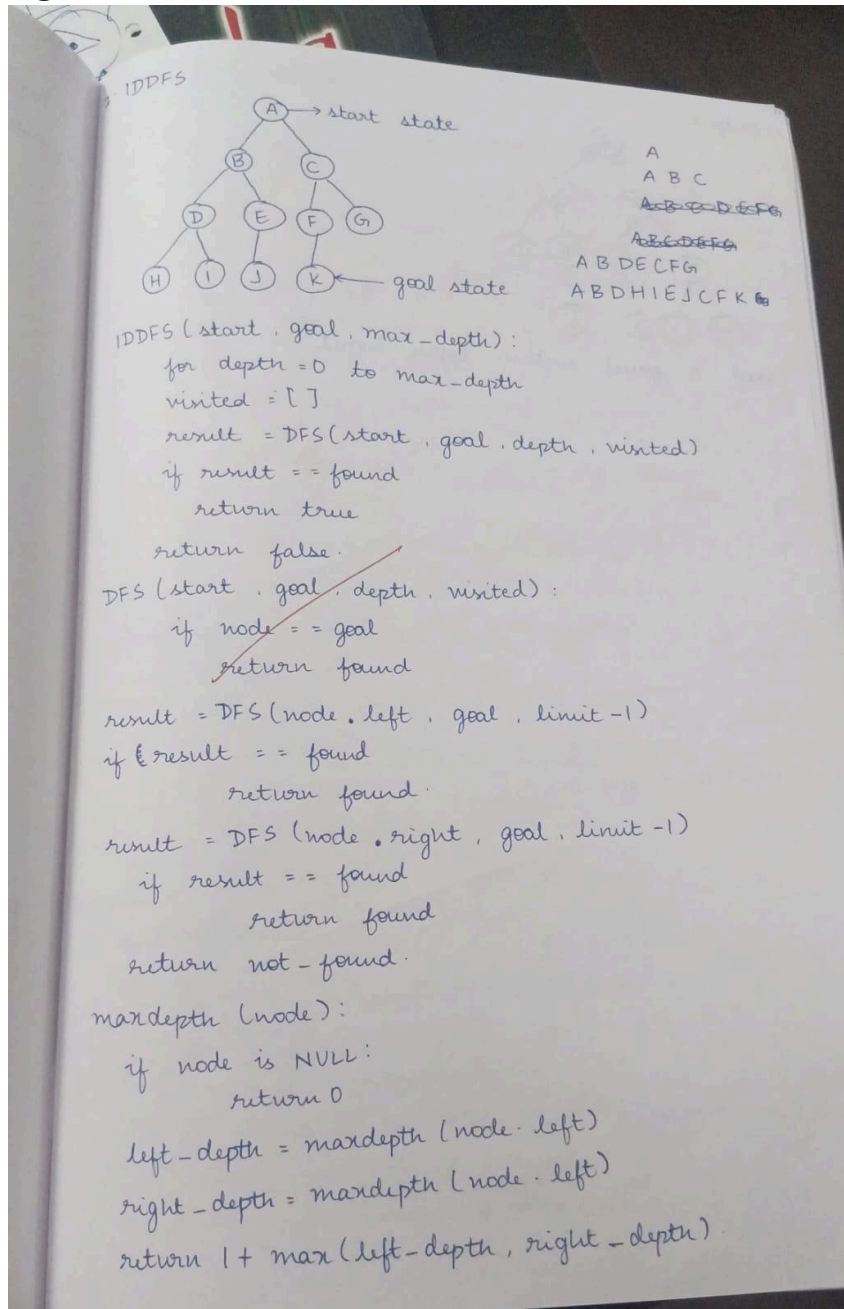 IDDFS
A → start state
B C
D E F G
H I J K ← goal state
A
A B C
A B C D E F G
A B C D E F G
A B D E C F G
A B D H I E J C F K
IDDFS (start, goal, max_depth):
for depth = 0 to max_depth
visited = [ ]
result = DFS (start, goal, depth, visited)
if result == found
return true
return false.
DFS (start, goal, depth, visited):
if node == goal
return found
result = DFS (node.left, goal, limit -1)
if result == found
return found.
result = DFS (node.right, goal, limit -1)
if result == found
return found
return not-found.
maxdepth (node):
if node is NULL:
return 0
left_depth = maxdepth (node.left)
right_depth = maxdepth (node.left)
return 1 + max (left_depth, right_depth)